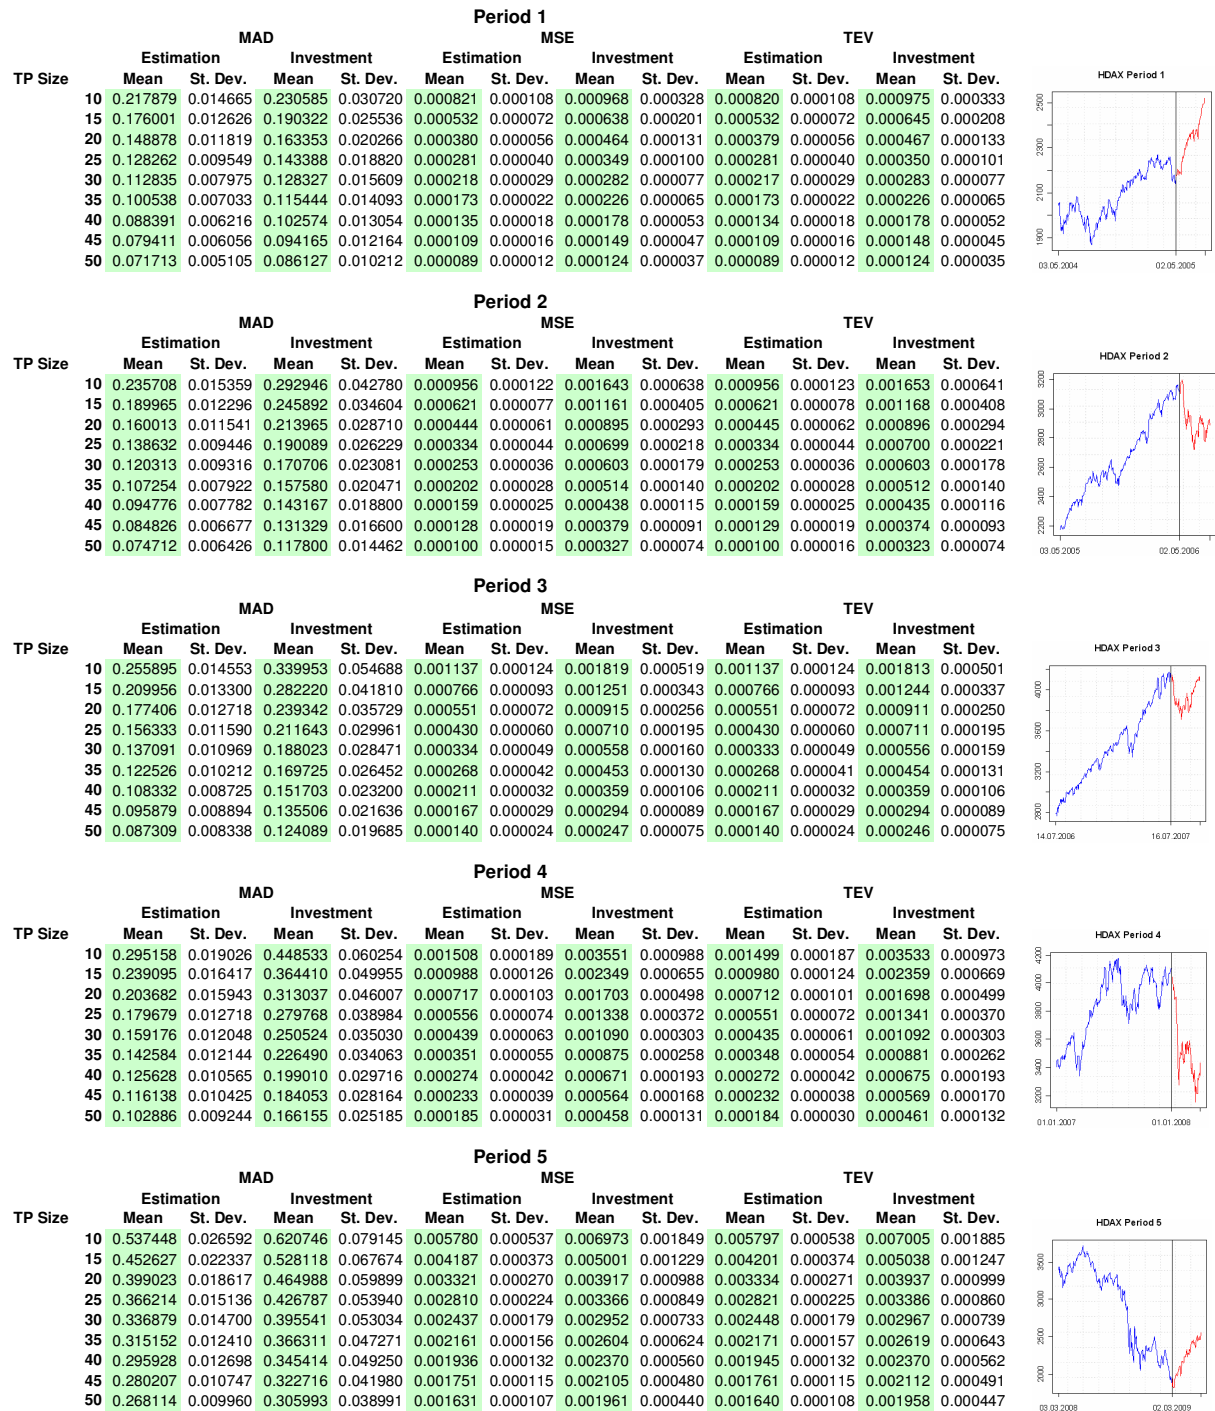 Period 1
MAD MSE TEV
Estimation Investment Estimation Investment Estimation Investment
TP Size Mean St. Dev. Mean St. Dev. Mean St. Dev. Mean St. Dev. Mean St. Dev. Mean St. Dev.
10 0.217879 0.014665 0.230585 0.030720 0.000821 0.000108 0.000968 0.000328 0.000820 0.000108 0.000975 0.000333
15 0.176001 0.012626 0.190322 0.025536 0.000532 0.000072 0.000638 0.000201 0.000532 0.000072 0.000645 0.000208
20 0.148878 0.011819 0.163353 0.020266 0.000380 0.000056 0.000464 0.000131 0.000379 0.000056 0.000467 0.000133
25 0.128262 0.009549 0.143388 0.018820 0.000281 0.000040 0.000349 0.000100 0.000281 0.000040 0.000350 0.000101
30 0.112835 0.007975 0.128327 0.015609 0.000218 0.000029 0.000282 0.000077 0.000217 0.000029 0.000283 0.000077
35 0.100538 0.007033 0.115444 0.014093 0.000173 0.000022 0.000226 0.000065 0.000173 0.000022 0.000226 0.000065
40 0.088391 0.006216 0.102574 0.013254 0.000135 0.000018 0.000178 0.000053 0.000134 0.000018 0.000178 0.000052
45 0.079411 0.006056 0.094165 0.012164 0.000109 0.000016 0.000149 0.000047 0.000109 0.000016 0.000148 0.000045
50 0.071713 0.005105 0.086127 0.010212 0.000089 0.000012 0.000124 0.000037 0.000089 0.000012 0.000124 0.000035
HDAX Period 1
2500
2300
2100
1900
03.05.2004 02.05.2005
Period 2
MAD MSE TEV
Estimation Investment Estimation Investment Estimation Investment
TP Size Mean St. Dev. Mean St. Dev. Mean St. Dev. Mean St. Dev. Mean St. Dev. Mean St. Dev.
10 0.235708 0.015359 0.292946 0.042780 0.000956 0.000122 0.001643 0.000638 0.000956 0.000123 0.001653 0.000641
15 0.189965 0.012296 0.245892 0.034604 0.000621 0.000077 0.001161 0.000405 0.000621 0.000078 0.001168 0.000408
20 0.160013 0.011541 0.213965 0.028710 0.000444 0.000061 0.000895 0.000293 0.000445 0.000062 0.000896 0.000294
25 0.138632 0.009446 0.190089 0.026229 0.000334 0.000044 0.000699 0.000218 0.000334 0.000044 0.000700 0.000221
30 0.120313 0.009316 0.170706 0.023081 0.000253 0.000036 0.000603 0.000179 0.000253 0.000036 0.000603 0.000178
35 0.107254 0.007922 0.157580 0.020471 0.000202 0.000028 0.000514 0.000140 0.000202 0.000028 0.000512 0.000140
40 0.094776 0.007782 0.143167 0.018800 0.000159 0.000025 0.000438 0.000115 0.000159 0.000025 0.000435 0.000116
45 0.084826 0.006677 0.131329 0.016600 0.000128 0.000019 0.000379 0.000091 0.000129 0.000019 0.000374 0.000093
50 0.074712 0.006426 0.117800 0.014462 0.000100 0.000015 0.000327 0.000074 0.000100 0.000016 0.000323 0.000074
HDAX Period 2
3200
3000
2800
2600
2400
2200
03.05.2005 02.05.2006
Period 3
MAD MSE TEV
Estimation Investment Estimation Investment Estimation Investment
TP Size Mean St. Dev. Mean St. Dev. Mean St. Dev. Mean St. Dev. Mean St. Dev. Mean St. Dev.
10 0.255895 0.014553 0.339953 0.054688 0.001137 0.000124 0.001819 0.000519 0.001137 0.000124 0.001813 0.000501
15 0.209956 0.013300 0.282220 0.041810 0.000766 0.000093 0.001251 0.000343 0.000766 0.000093 0.001244 0.000337
20 0.177406 0.012718 0.239342 0.035729 0.000551 0.000072 0.000915 0.000256 0.000551 0.000072 0.000911 0.000250
25 0.156333 0.011590 0.211643 0.029961 0.000430 0.000060 0.000710 0.000195 0.000430 0.000060 0.000711 0.000195
30 0.137091 0.010969 0.188023 0.028471 0.000334 0.000049 0.000558 0.000160 0.000333 0.000049 0.000556 0.000159
35 0.122526 0.010212 0.169725 0.026452 0.000268 0.000042 0.000453 0.000130 0.000268 0.000041 0.000454 0.000131
40 0.108332 0.008725 0.151703 0.023200 0.000211 0.000032 0.000359 0.000106 0.000211 0.000032 0.000359 0.000106
45 0.095879 0.008894 0.135506 0.021636 0.000167 0.000029 0.000294 0.000089 0.000167 0.000029 0.000294 0.000089
50 0.087309 0.008338 0.124089 0.019685 0.000140 0.000024 0.000247 0.000075 0.000140 0.000024 0.000246 0.000075
HDAX Period 3
4000
3600
3200
2800
14.07.2006 16.07.2007
Period 4
MAD MSE TEV
Estimation Investment Estimation Investment Estimation Investment
TP Size Mean St. Dev. Mean St. Dev. Mean St. Dev. Mean St. Dev. Mean St. Dev. Mean St. Dev.
10 0.295158 0.019026 0.448533 0.060254 0.001508 0.000189 0.003551 0.000988 0.001499 0.000187 0.003533 0.000973
15 0.239095 0.016417 0.364410 0.049955 0.000988 0.000126 0.002349 0.000655 0.000980 0.000124 0.002359 0.000669
20 0.203682 0.015943 0.313037 0.046007 0.000717 0.000103 0.001703 0.000498 0.000712 0.000101 0.001698 0.000499
25 0.179679 0.012718 0.279768 0.038984 0.000556 0.000074 0.001338 0.000372 0.000551 0.000072 0.001341 0.000370
30 0.159176 0.012048 0.250524 0.035030 0.000439 0.000063 0.001090 0.000303 0.000435 0.000061 0.001092 0.000303
35 0.142584 0.012144 0.226490 0.034063 0.000351 0.000055 0.000875 0.000258 0.000348 0.000054 0.000881 0.000262
40 0.125628 0.010565 0.199010 0.029716 0.000274 0.000042 0.000671 0.000193 0.000272 0.000042 0.000675 0.000193
45 0.116138 0.010425 0.184053 0.028164 0.000233 0.000039 0.000564 0.000168 0.000232 0.000038 0.000569 0.000170
50 0.102886 0.009244 0.166155 0.025185 0.000185 0.000031 0.000458 0.000131 0.000184 0.000030 0.000461 0.000132
HDAX Period 4
4200
4000
3800
3600
3400
3200
01.01.2007 01.01.2008
Period 5
MAD MSE TEV
Estimation Investment Estimation Investment Estimation Investment
TP Size Mean St. Dev. Mean St. Dev. Mean St. Dev. Mean St. Dev. Mean St. Dev. Mean St. Dev.
10 0.537448 0.026592 0.620746 0.079145 0.005780 0.000537 0.006973 0.001849 0.005797 0.000538 0.007005 0.001885
15 0.452627 0.022337 0.528118 0.067674 0.004187 0.000373 0.005001 0.001229 0.004201 0.000374 0.005038 0.001247
20 0.399023 0.018617 0.464988 0.059899 0.003321 0.000270 0.003917 0.000988 0.003334 0.000271 0.003937 0.000999
25 0.366214 0.015136 0.426787 0.053940 0.002810 0.000224 0.003366 0.000849 0.002821 0.000225 0.003386 0.000860
30 0.336879 0.014700 0.395541 0.053034 0.002437 0.000179 0.002952 0.000733 0.002448 0.000179 0.002967 0.000739
35 0.315152 0.012410 0.366311 0.047271 0.002161 0.000156 0.002604 0.000624 0.002171 0.000157 0.002619 0.000643
40 0.295928 0.012698 0.345414 0.049250 0.001936 0.000132 0.002370 0.000560 0.001945 0.000132 0.002370 0.000562
45 0.280207 0.010747 0.322716 0.041980 0.001751 0.000115 0.002105 0.000480 0.001761 0.000115 0.002112 0.000491
50 0.268114 0.009960 0.305993 0.038991 0.001631 0.000107 0.001961 0.000440 0.001640 0.000108 0.001958 0.000447
HDAX Period 5
3500
3000
2500
2000
03.03.2008 02.03.2009